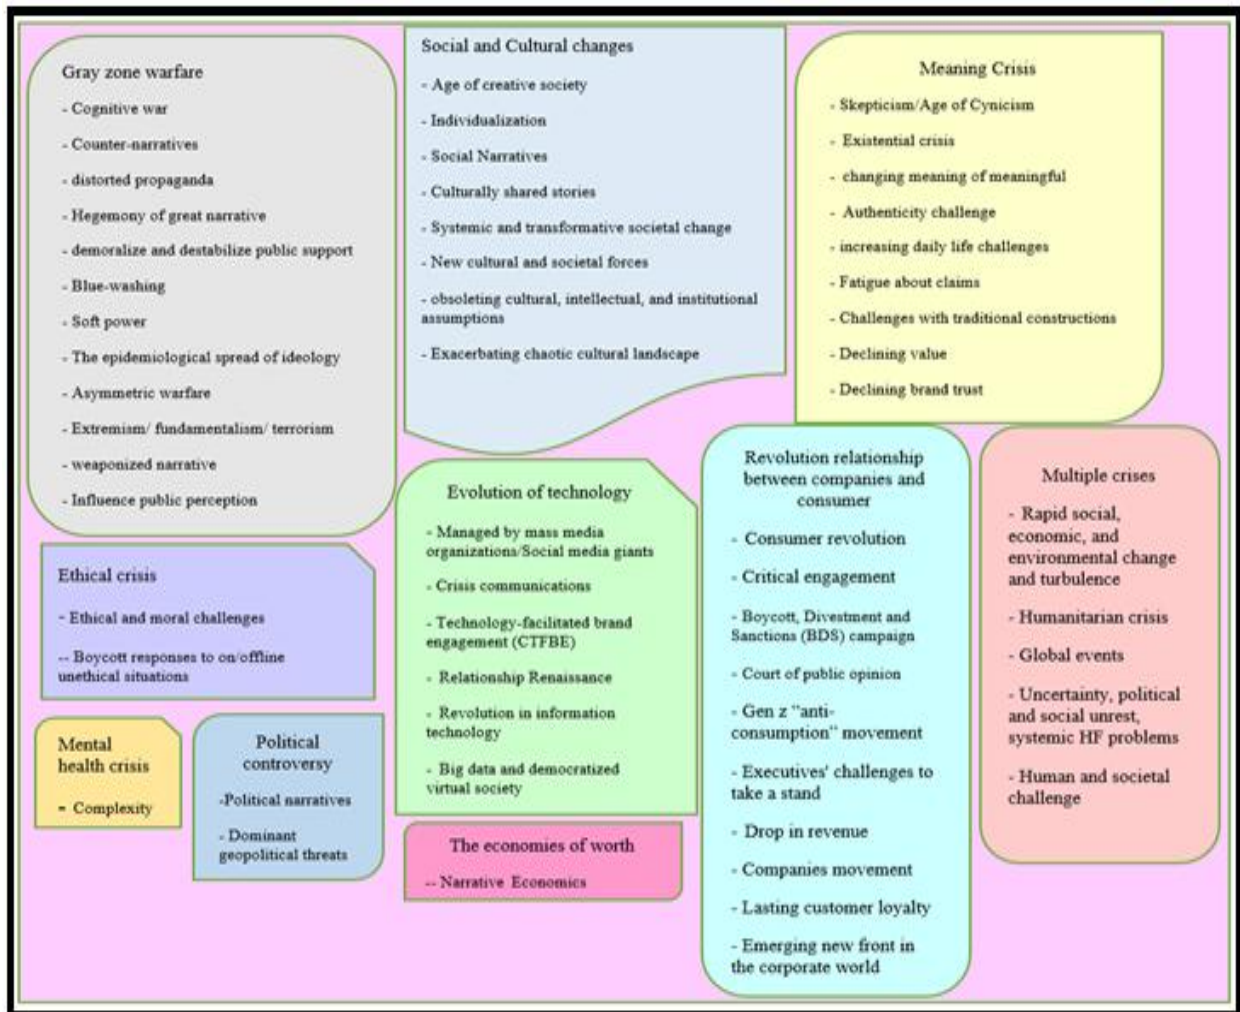 Gray zone warfare
- Cognitive war
- Counter-narratives
- distorted propaganda
- Hegemony of great narrative
- demoralize and destabilize public support
- Blue-washing
- Soft power
- The epidemiological spread of ideology
- Asymmetric warfare
- Extremism/ fundamentalism/ terrorism
- weaponized narrative
- Influence public perception
Social and Cultural changes
- Age of creative society
- Individualization
- Social Narratives
- Culturally shared stories
- Systemic and transformative societal change
- New cultural and societal forces
- obsoleting cultural, intellectual, and institutional
assumptions
- Exacerbating chaotic cultural landscape
Meaning Crisis
- Skepticism/Age of Cynicism
- Existential crisis
- changing meaning of meaningful
- Authenticity challenge
- increasing daily life challenges
- Fatigue about claims
- Challenges with traditional constructions
- Declining value
- Declining brand trust
Ethical crisis
- Ethical and moral challenges
-- Boycott responses to on/offline
unethical situations
Mental
health crisis
- Complexity
Political
controversy
-Political narratives
- Dominant
geopolitical threats
Evolution of technology
- Managed by mass media
organizations/Social media giants
- Crisis communications
- Technology-facilitated brand
engagement (CTFBE)
- Relationship Renaissance
- Revolution in information
technology
- Big data and democratized
virtual society
The economies of worth
-- Narrative Economics
Revolution relationship
between companies and
consumer
- Consumer revolution
- Critical engagement
- Boycott, Divestment and
Sanctions (BDS) campaign
- Court of public opinion
- Gen z "anti-
consumption" movement
- Executives' challenges to
take a stand
- Drop in revenue
- Companies movement
- Lasting customer loyalty
- Emerging new front in
the corporate world
Multiple crises
- Rapid social,
economic, and
environmental change
and turbulence
- Humanitarian crisis
- Global events
- Uncertainty, political
and social unrest,
systemic HF problems
- Human and societal
challenge